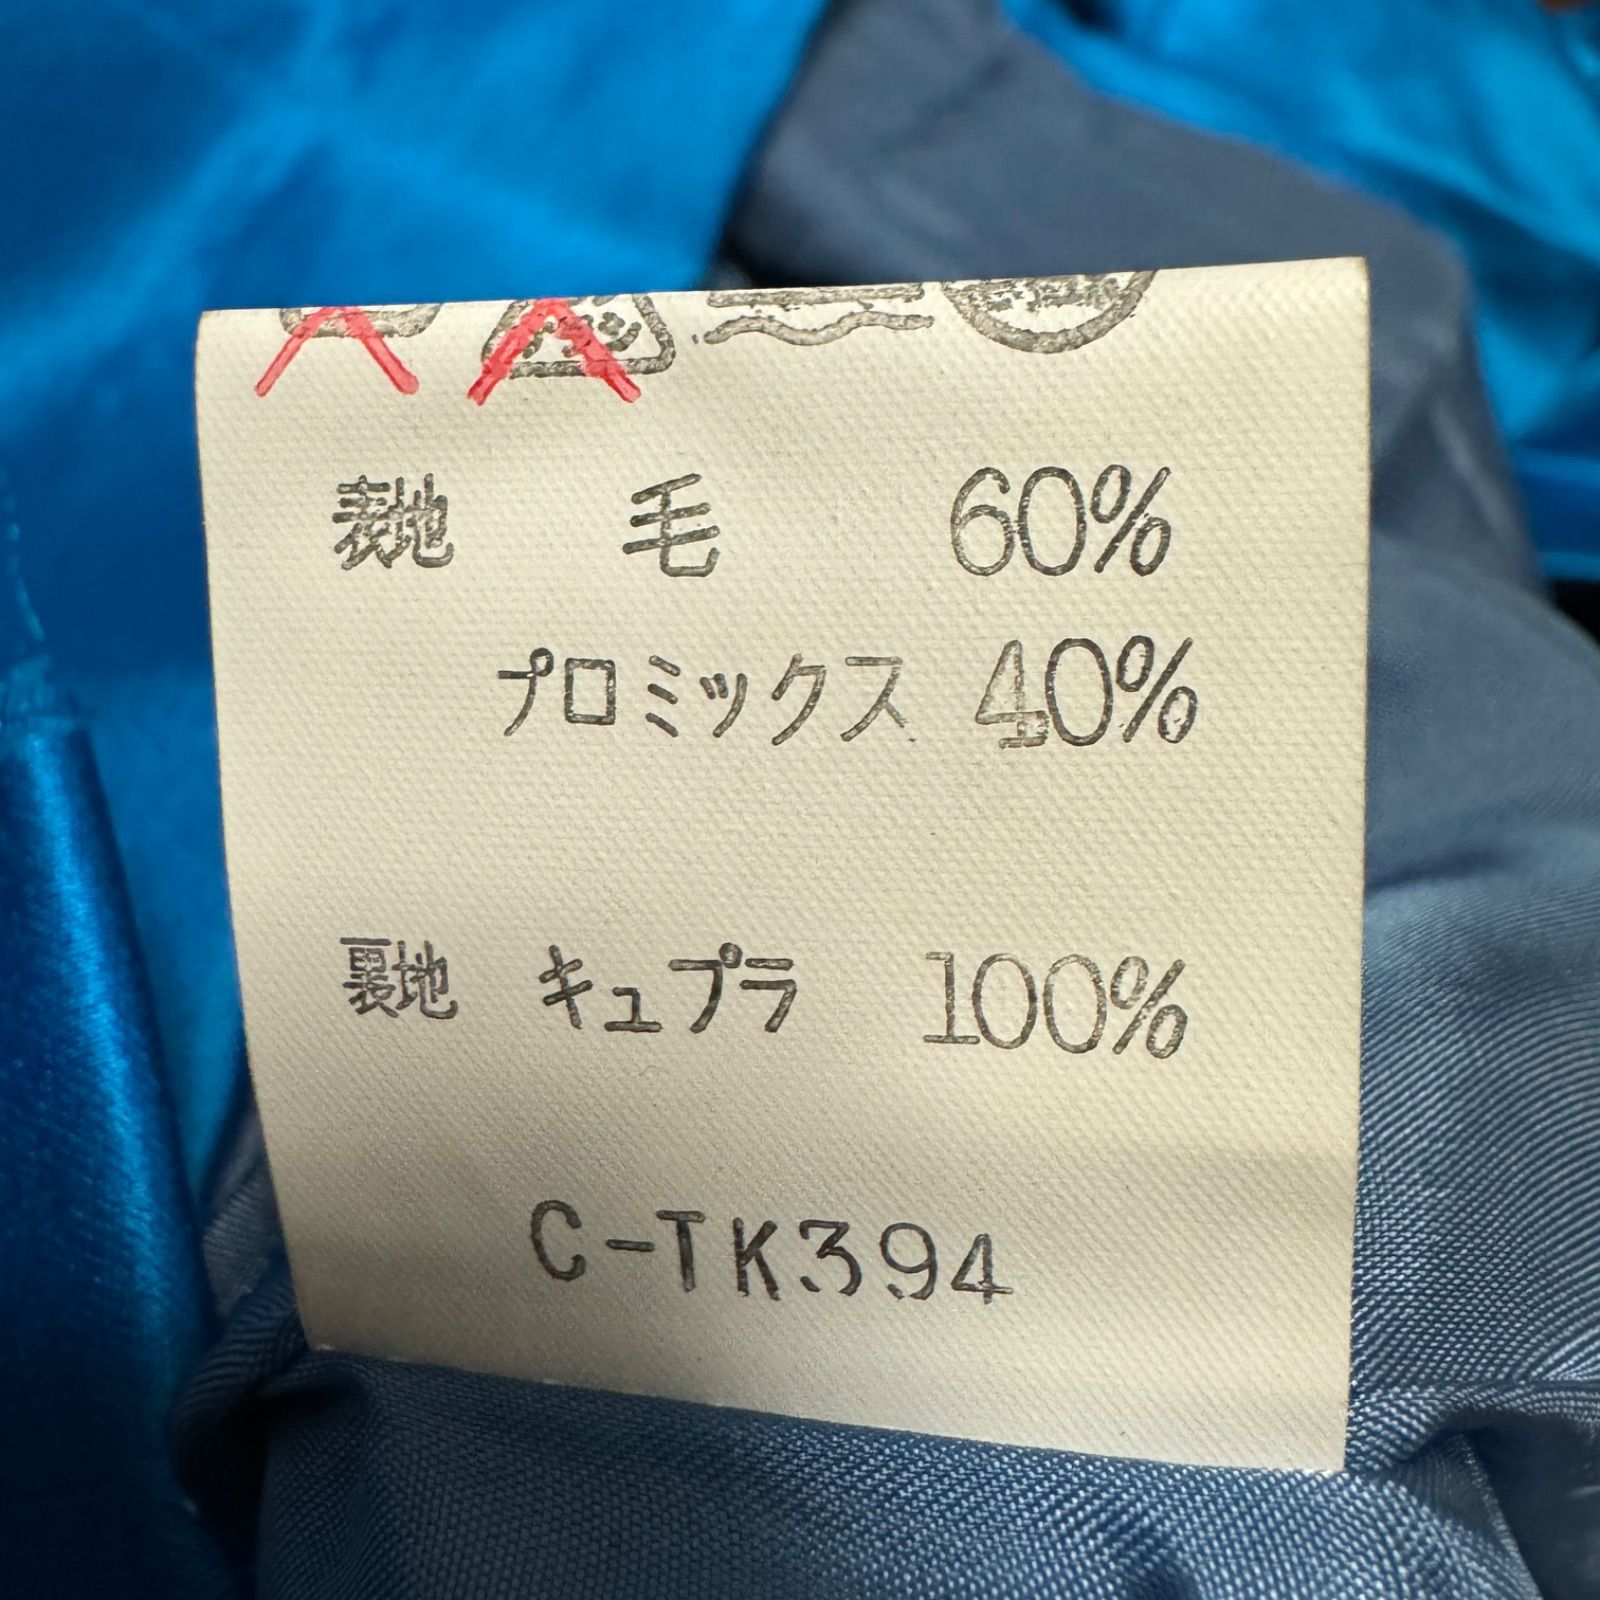 表地 毛 60%
プロミックス 40%
裏地 キュプラ 100%
C-TK394